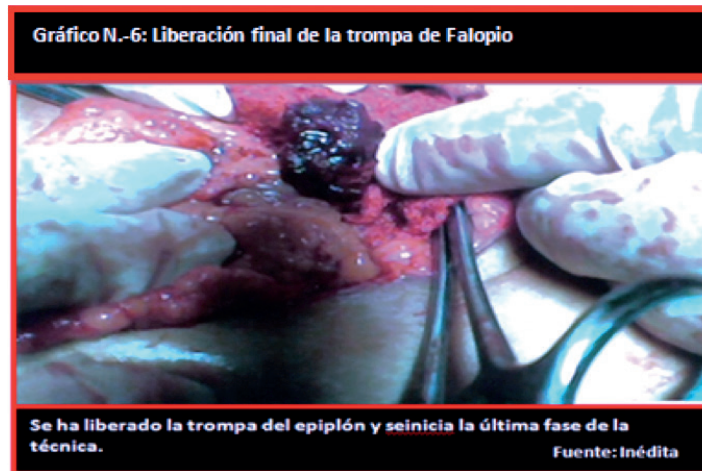 Gráfico N.-6: Liberación final de la trompa de Falopio
Se ha liberado la trompa del epiplón y seinicia la última fase de la
técnica.
Fuente: Inédita